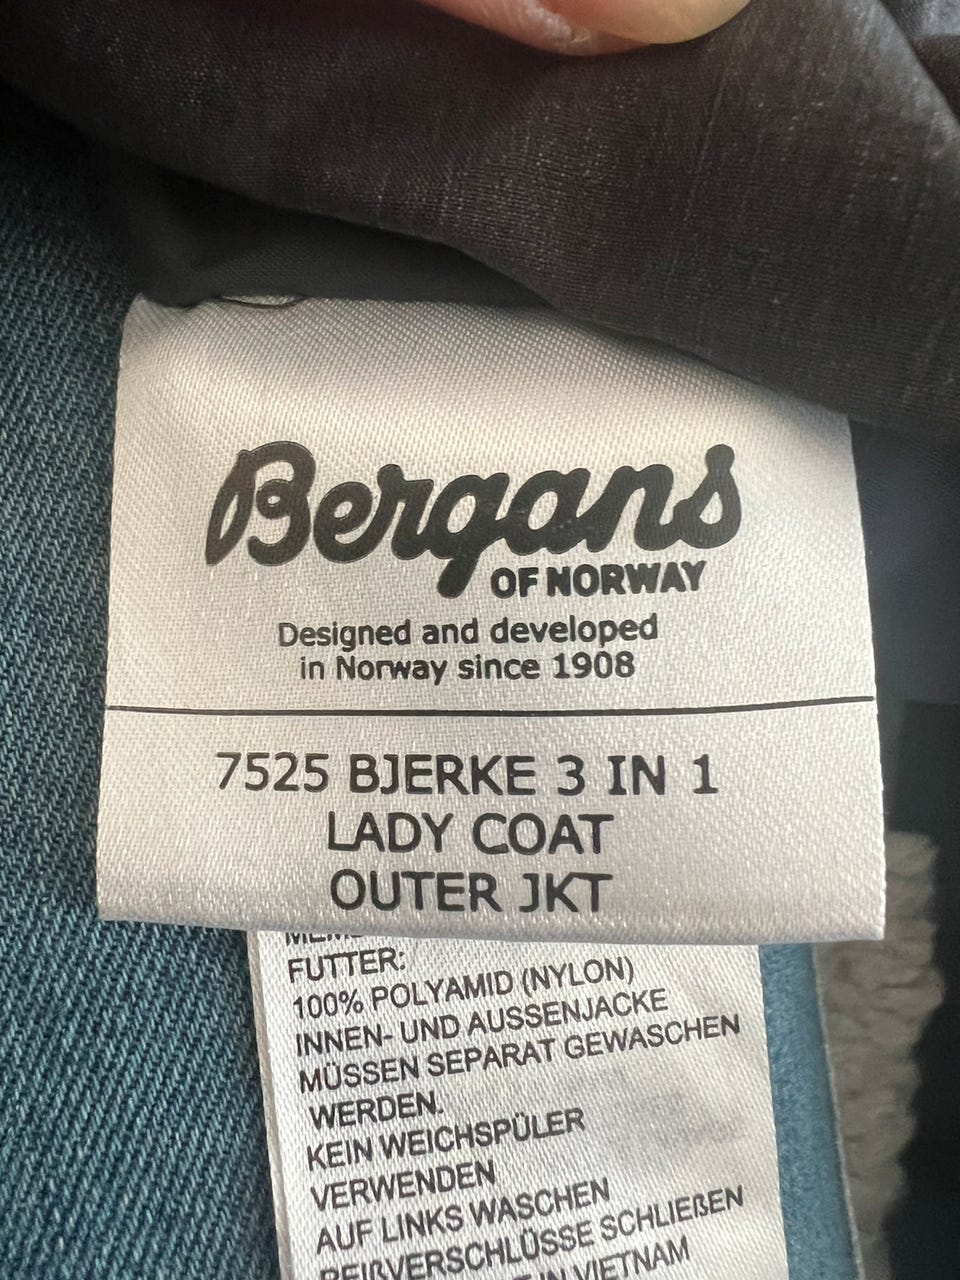 Bergans
OF NORWAY
Designed and developed
in Norway since 1908
7525 BJERKE 3 IN 1
LADY COAT
OUTER JKT
FUTTER:
100% POLYAMID (NYLON)
INNEN- UND AUSSENJACKE
MÜSSEN SEPARAT GEWASCHEN
WERDEN.
KEIN WEICHSPÜLER
VERWENDEN
AUF LINKS WASCHEN
REIßVERSCHLÜSSE SCHLIEßEN
IN VIETNAM